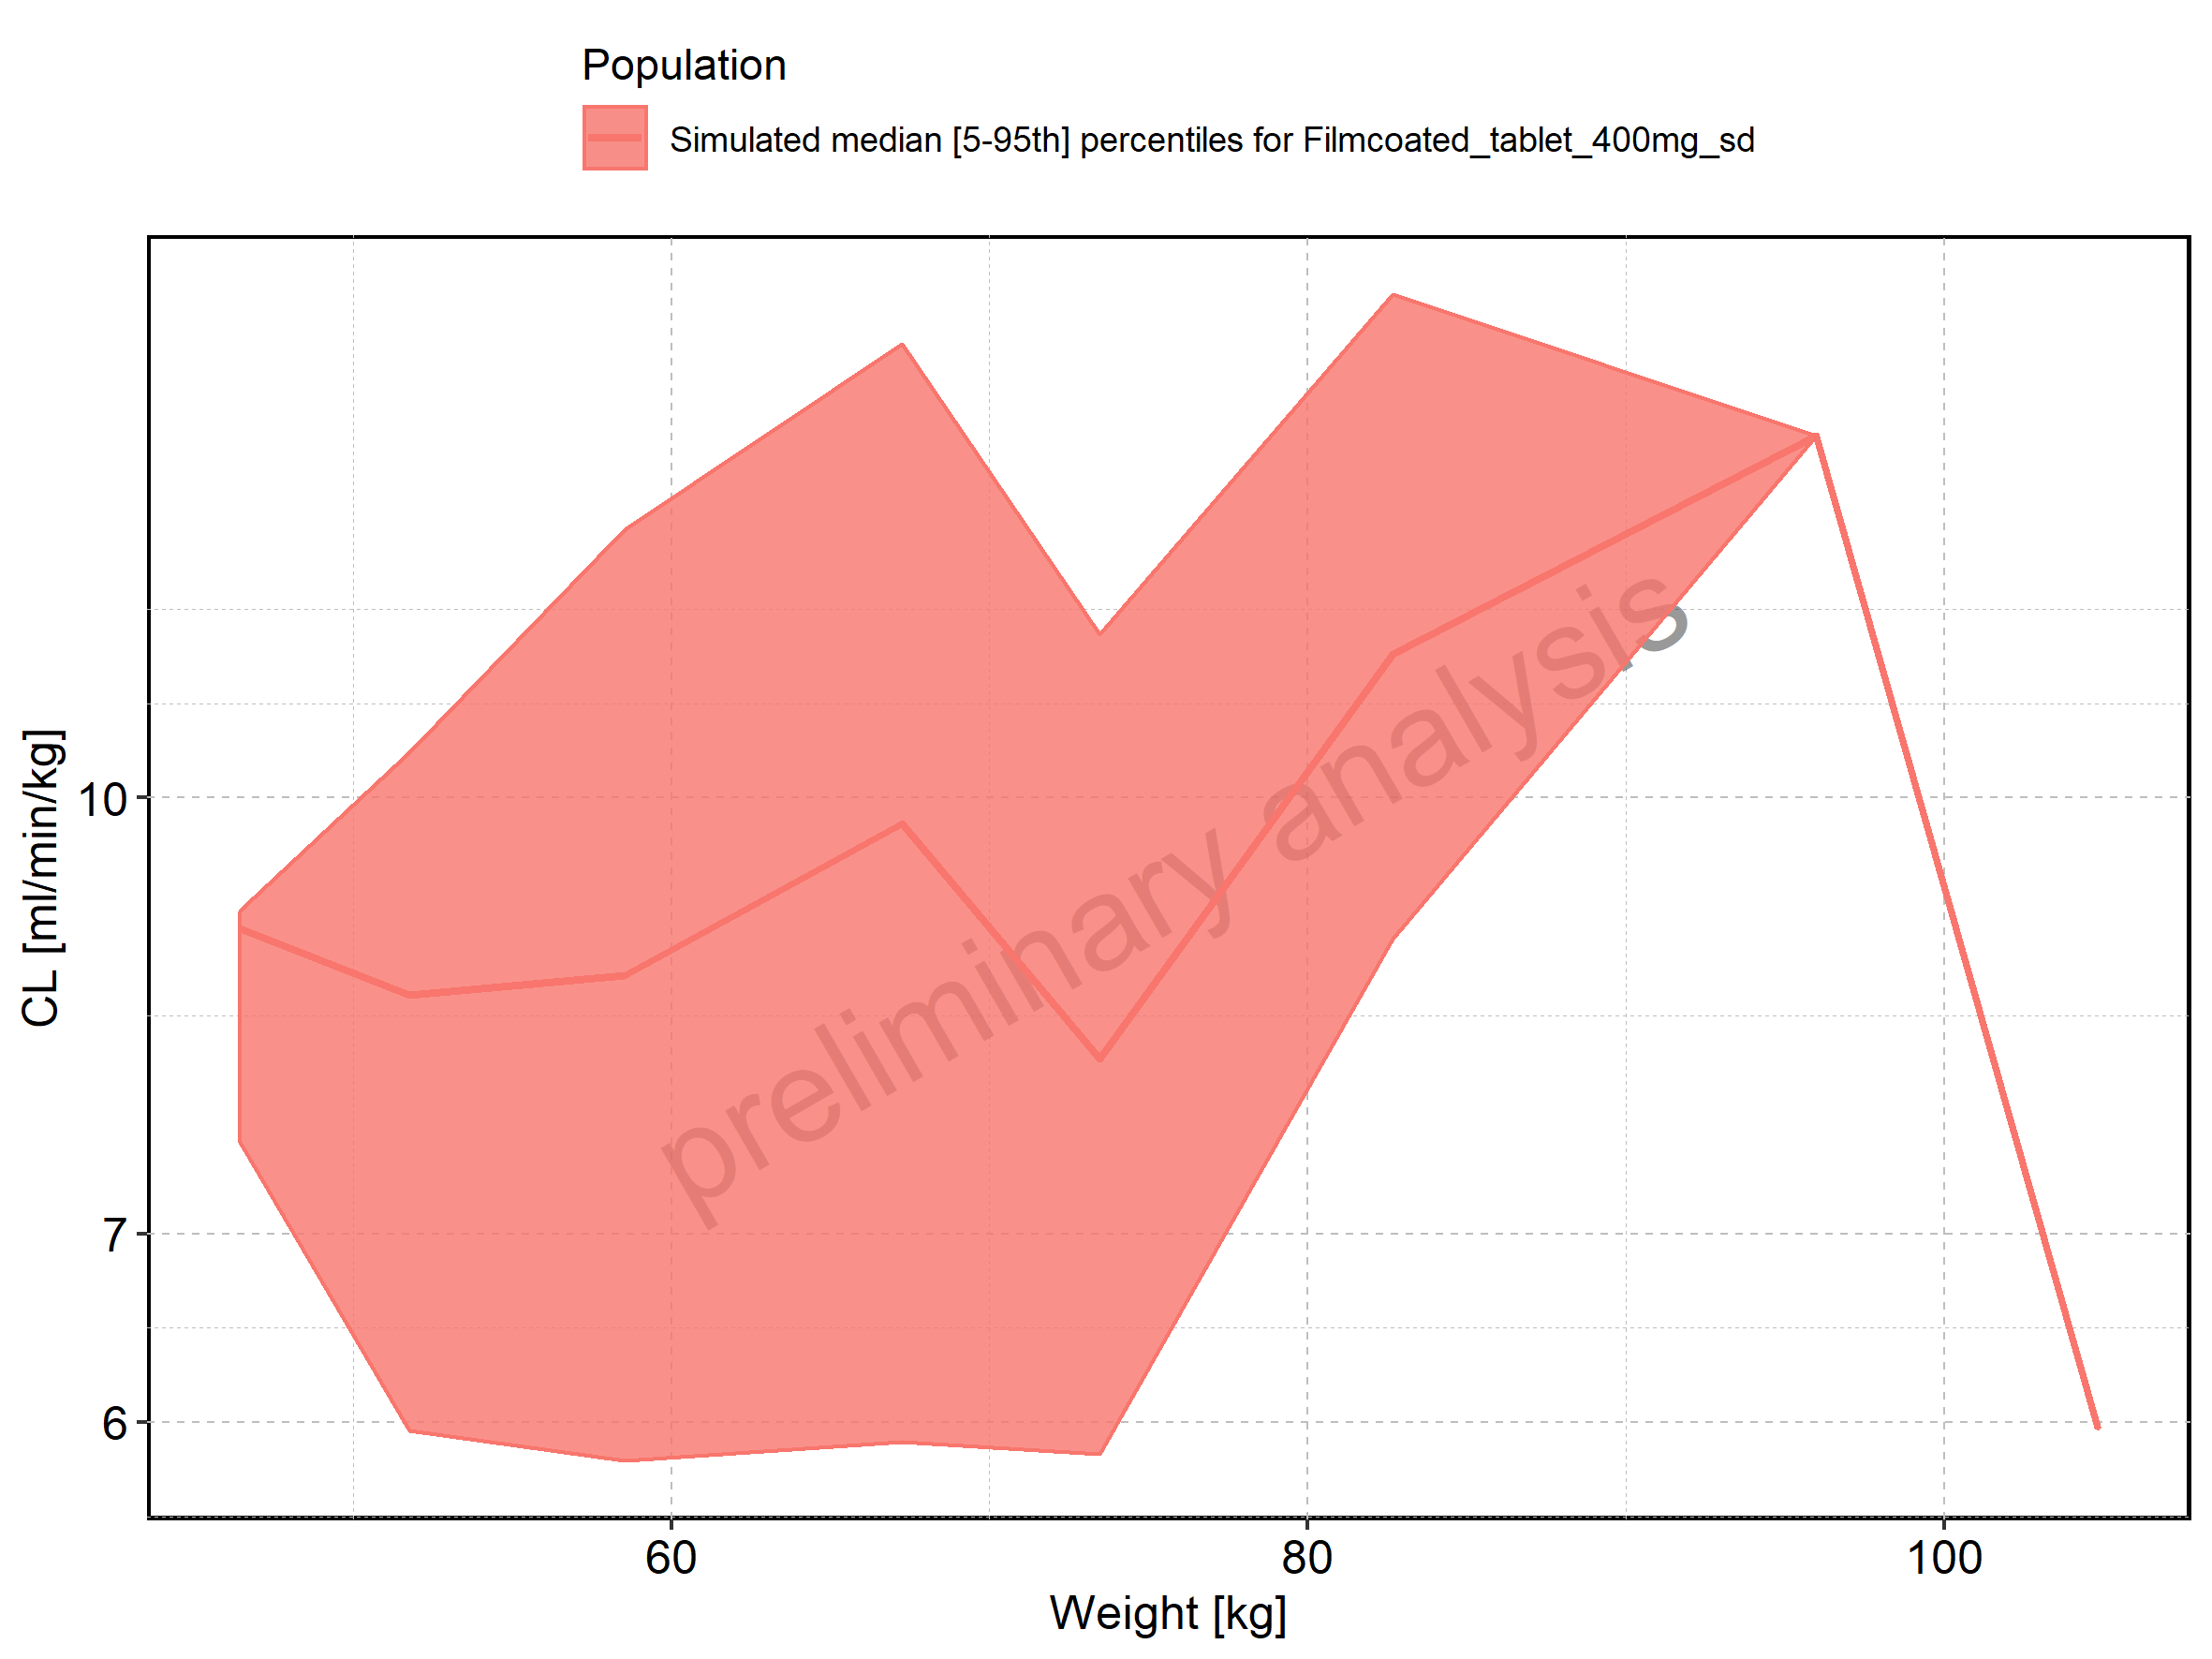 Population
Simulated median [5-95th] percentiles for Filmcoated_tablet_400mg_sd
CL [ml/min/kg]
10
7
6
preliminary analysis
60
80
100
Weight [kg]